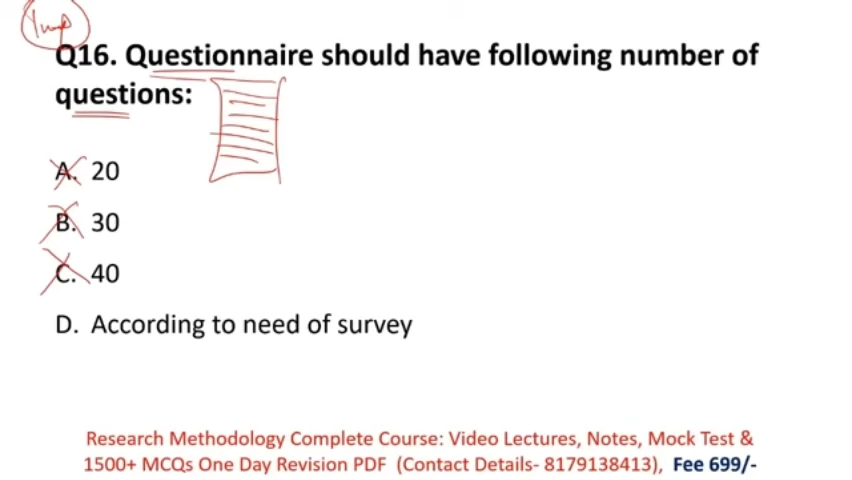 Imp
Q16. Questionnaire should have following number of
questions:
A. 20
B. 30
C. 40
D. According to need of survey
Research Methodology Complete Course: Video Lectures, Notes, Mock Test &
1500+ MCQs One Day Revision PDF (Contact Details- 8179138413), Fee 699/-